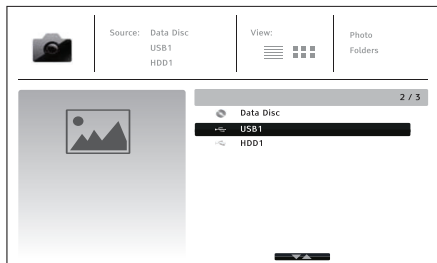 Source: Data Disc
USB1
HDD1
View:
Photo
Folders
2 / 3
Data Disc
USB1
HDD1